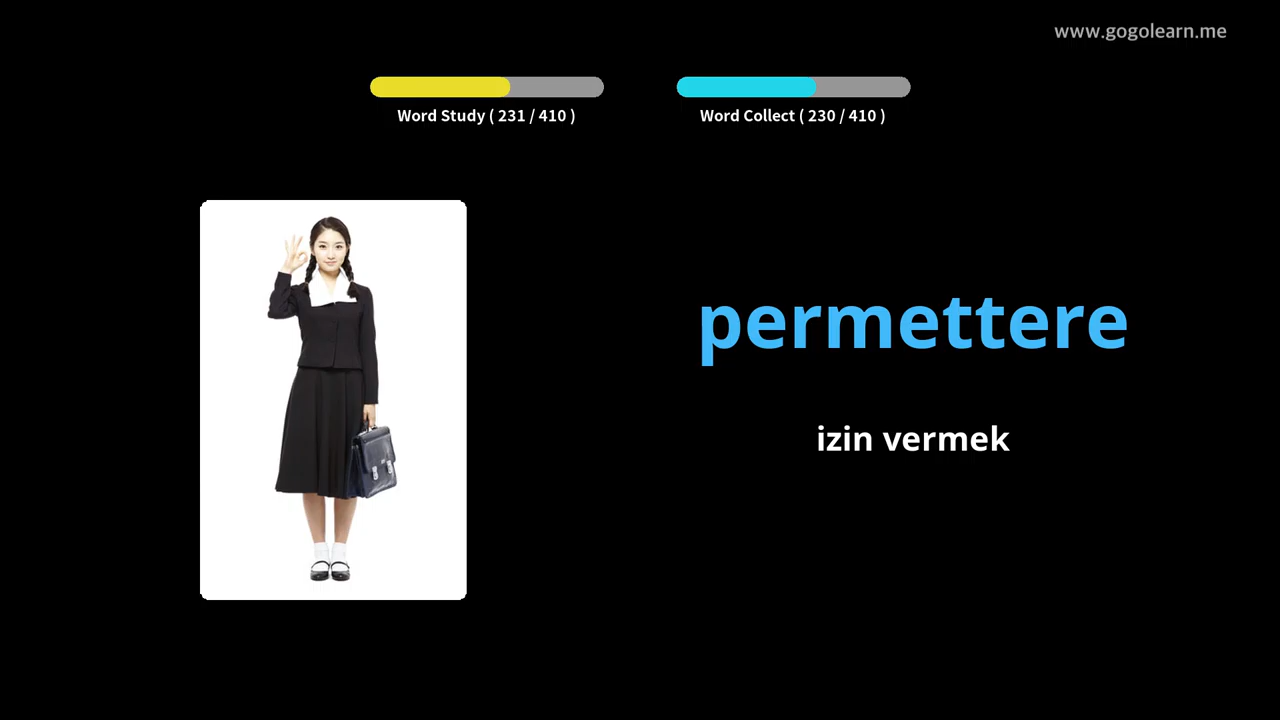 www.gogolearn.me
Word Study ( 231 / 410 )
Word Collect ( 230 / 410 )
permettere
izin vermek